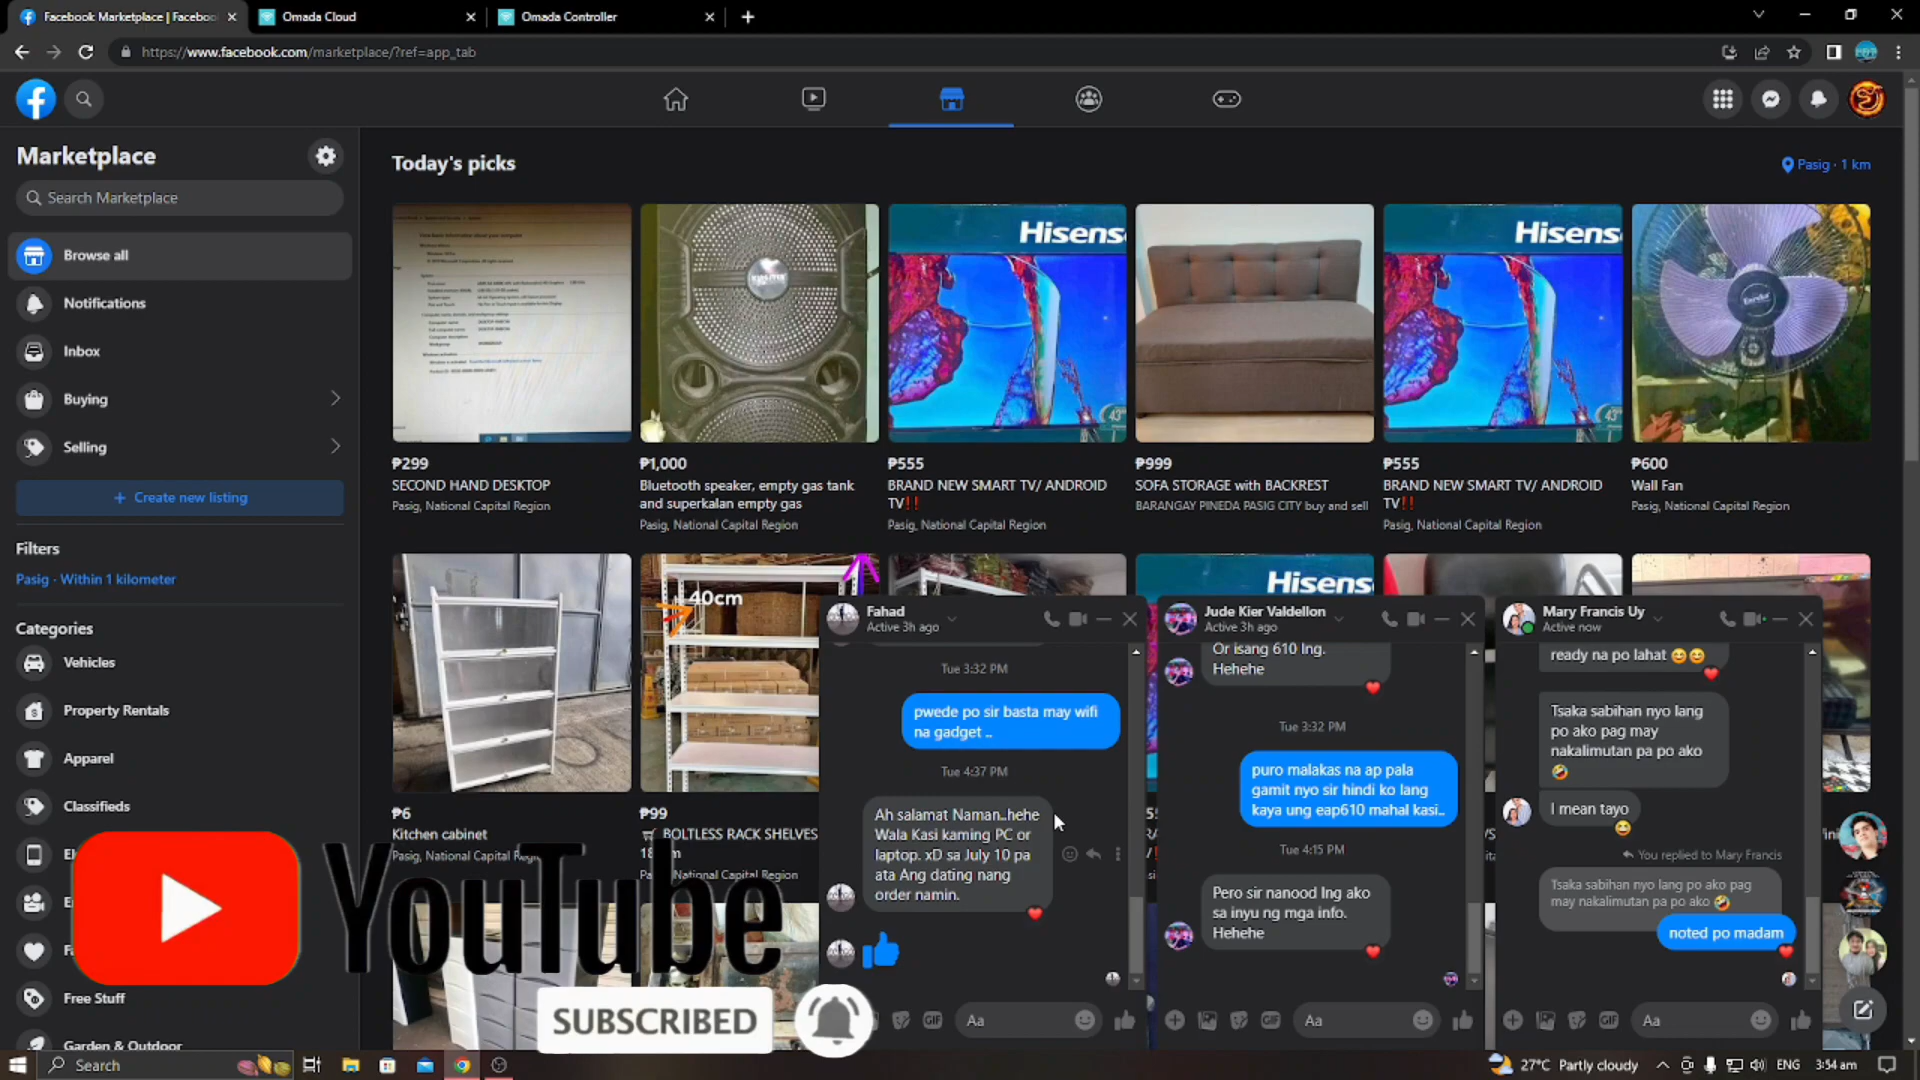 Facebook Marketplace | Facebo
Omada Cloud
Omada Controller
https://www.facebook.com/marketplace/?ref=app_tab
Marketplace
Search Marketplace
Browse all
Notifications
Inbox
Buying
Selling
+ Create new listing
Filters
Pasig · Within 1 kilometer
Categories
Vehicles
Property Rentals
Apparel
Classifieds
Free Stuff
Garden & Outdoor
Today's picks
Pasig · 1 km
Hisens
Hisens
₱299
SECOND HAND DESKTOP
Pasig, National Capital Region
₱1,000
Bluetooth speaker, empty gas tank
and superkalan empty gas
Pasig, National Capital Region
₱555
BRAND NEW SMART TV/ ANDROID
TV‼️
Pasig, National Capital Region
₱999
SOFA STORAGE with BACKREST
BARANGAY PINEDA PASIG CITY buy and sell
₱555
BRAND NEW SMART TV/ ANDROID
TV‼️
Pasig, National Capital Region
₱600
Wall Fan
Pasig, National Capital Region
40cm
Hisens
₱6
Kitchen cabinet
Pasig, National Capital Region
₱99
BOLTLESS RACK SHELVES
Fahad
Active 3h ago
Tue 3:32 PM
pwede po sir basta may wifi
na gadget ..
Tue 4:37 PM
Ah salamat Naman..hehe
Wala Kasi kaming PC or
laptop. xD sa July 10 pa
ata Ang dating nang
order namin.
GIF
Aa
Jude Kier Valdellon
Active 3h ago
Or isang 610 lng.
Hehehe
Tue 3:32 PM
puro malakas na ap pala
gamit nyo sir hindi ko lang
kaya ung eap610 mahal kasi..
Tue 4:15 PM
Pero sir nanood lng ako
sa inyu ng mga info.
Hehehe
GIF
Aa
Mary Francis Uy
Active now
ready na po lahat 😄😄
Tsaka sabihan nyo lang
po ako pag may
nakalimutan pa po ako
🤣
I mean tayo
You replied to Mary Francis
Tsaka sabihan nyo lang po ako pag
may nakalimutan pa po ako 🤣
noted po madam
GIF
Aa
YouTube
SUBSCRIBED
Search
27°C Partly cloudy
ENG
3:54 am